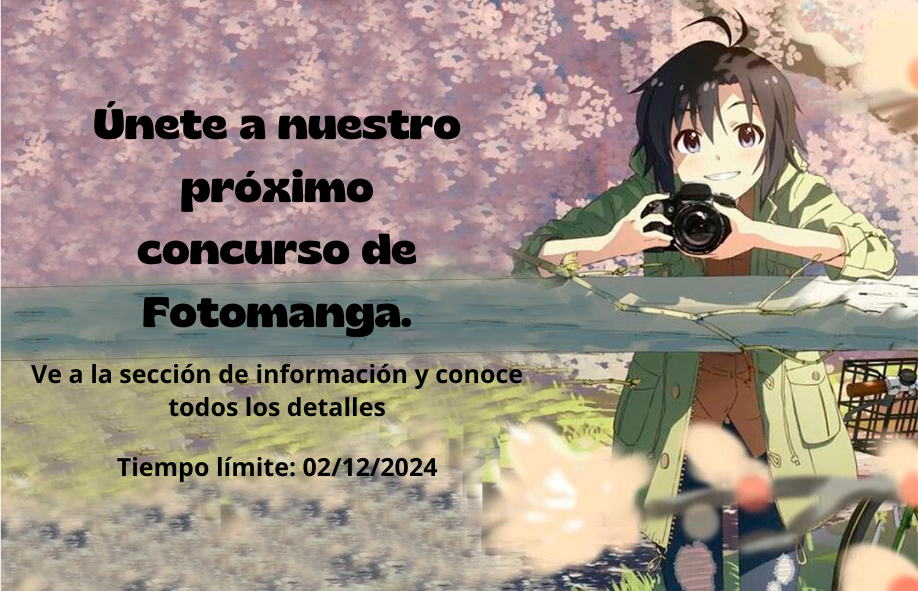 Únete a nuestro
próximo
concurso de
Fotomanga.
Ve a la sección de información y conoce
todos los detalles
Tiempo límite: 02/12/2024